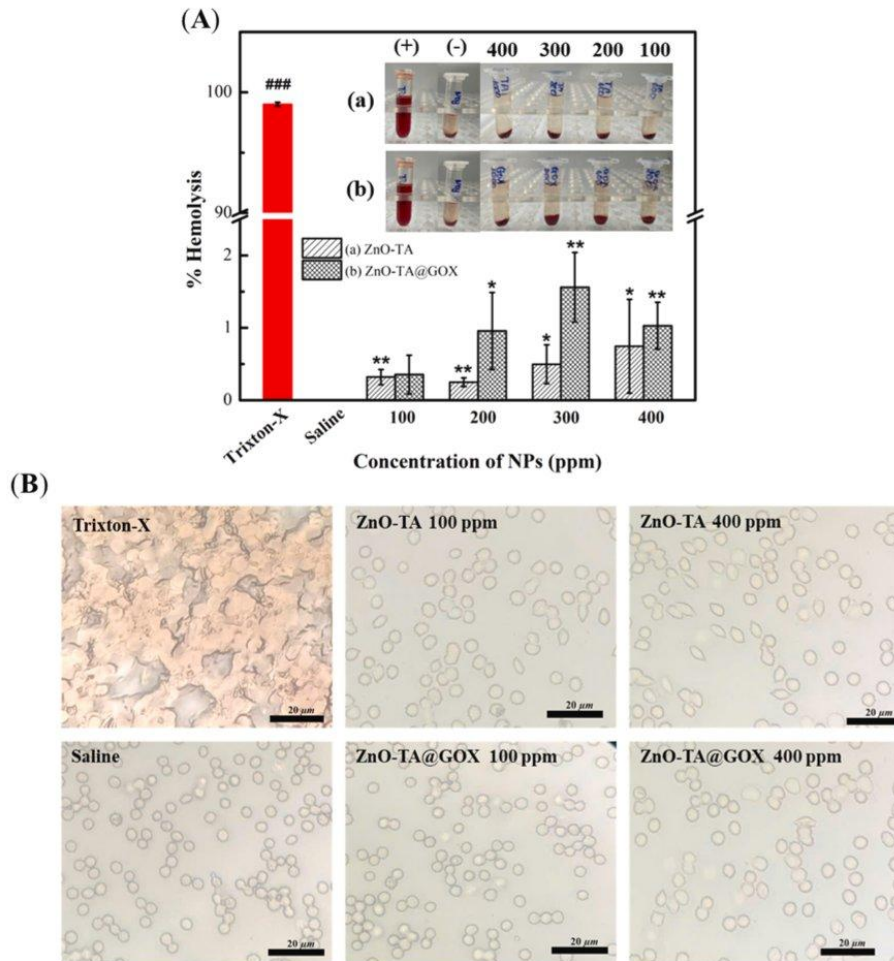 (A)
(+) (-) 400 300 200 100
###
100
(a)
(b)
90
% Hemolysis
(a) ZnO-TA
(b) ZnO-TA@GOX
2
**
*
*
**
1
**
**
*
0
Trixton-X
Saline
100
200
300
400
Concentration of NPs (ppm)
(B)
Trixton-X
20 µm
ZnO-TA 100 ppm
20 µm
ZnO-TA 400 ppm
20 µm
Saline
20 µm
ZnO-TA@GOX 100 ppm
20 µm
ZnO-TA@GOX 400 ppm
20 µm